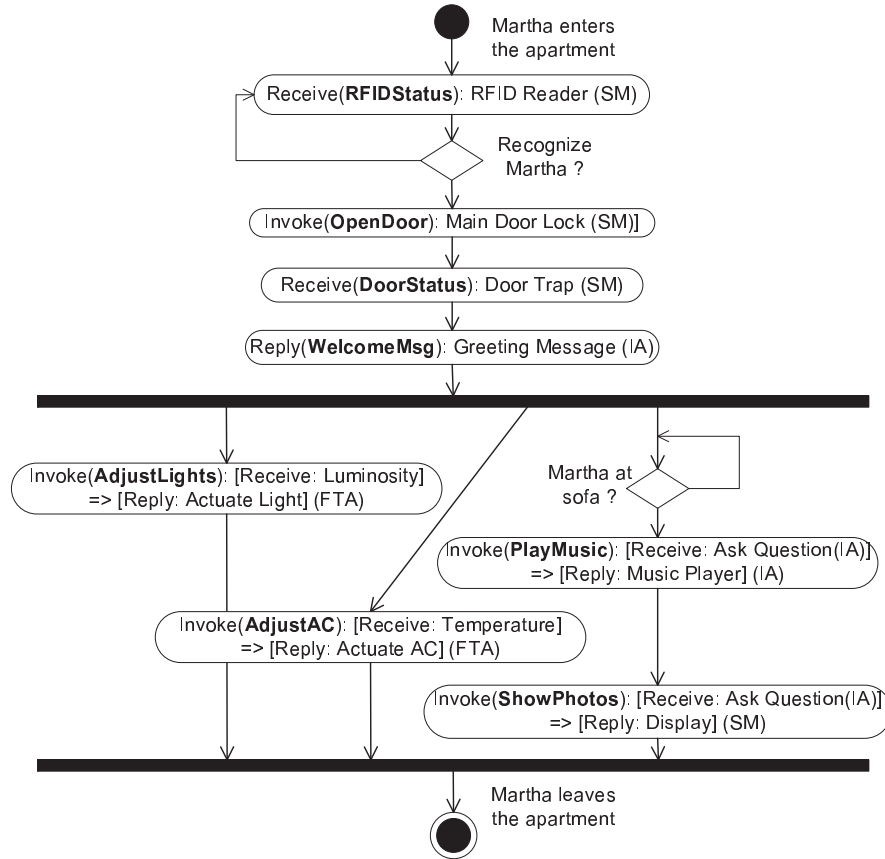 Martha enters
the apartment
Receive(RFIDStatus): RFID Reader (SM)
Recognize
Martha ?
Invoke(OpenDoor): Main Door Lock (SM)]
Receive(DoorStatus): Door Trap (SM)
Reply(WelcomeMsg): Greeting Message (IA)
Invoke(AdjustLights): [Receive: Luminosity]
=> [Reply: Actuate Light] (FTA)
Martha at
sofa ?
Invoke(PlayMusic): [Receive: Ask Question(IA)]
=> [Reply: Music Player] (IA)
Invoke(AdjustAC): [Receive: Temperature]
=> [Reply: Actuate AC] (FTA)
Invoke(ShowPhotos): [Receive: Ask Question(IA)]
=> [Reply: Display] (SM)
Martha leaves
the apartment